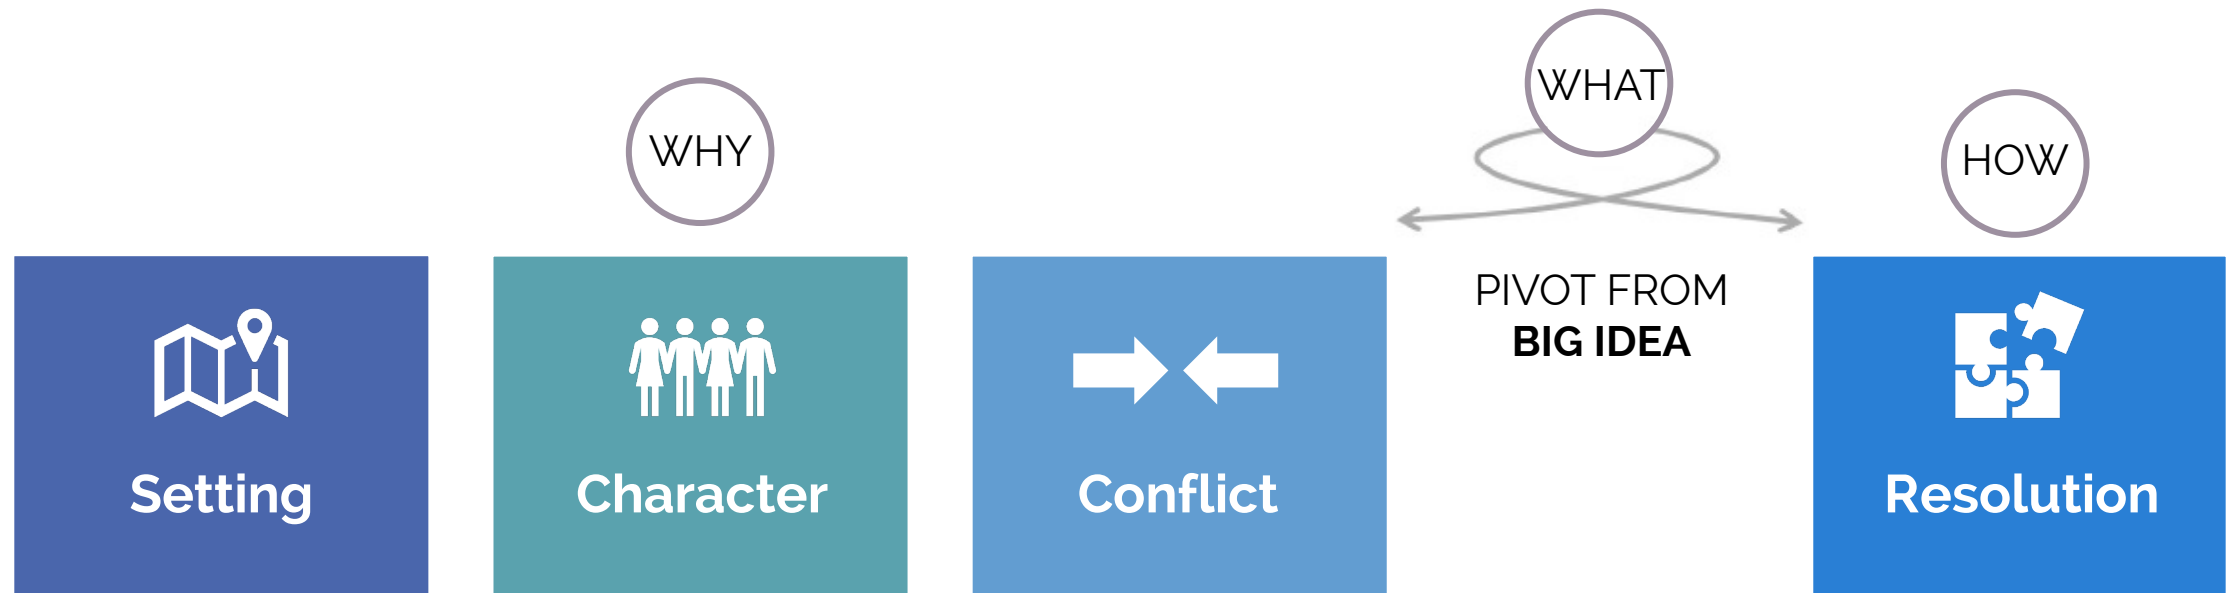 WHY
WHAT
HOW
PIVOT FROM
BIG IDEA
Setting
Character
Conflict
Resolution